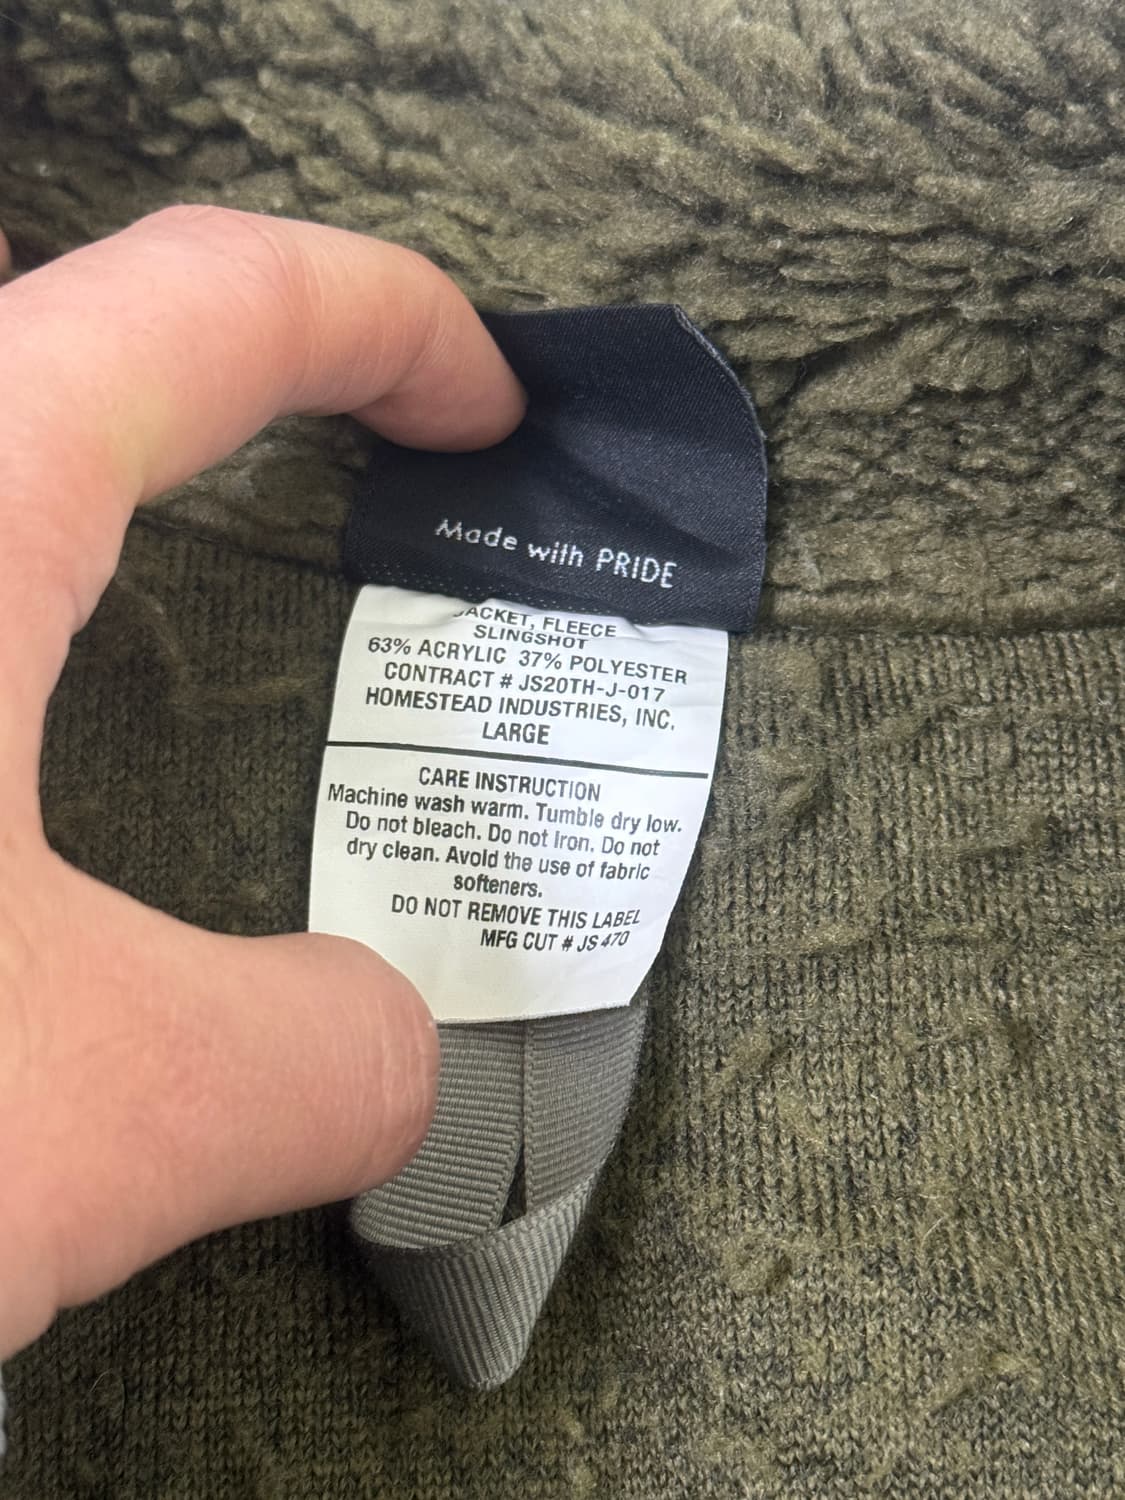 Made with PRIDE
JACKET, FLEECE
SLINGSHOT
63% ACRYLIC 37% POLYESTER
CONTRACT # JS20TH-J-017
HOMESTEAD INDUSTRIES, INC.
LARGE
CARE INSTRUCTION
Machine wash warm. Tumble dry low.
Do not bleach. Do not Iron. Do not
dry clean. Avoid the use of fabric
softeners.
DO NOT REMOVE THIS LABEL
MFG CUT # JS 470